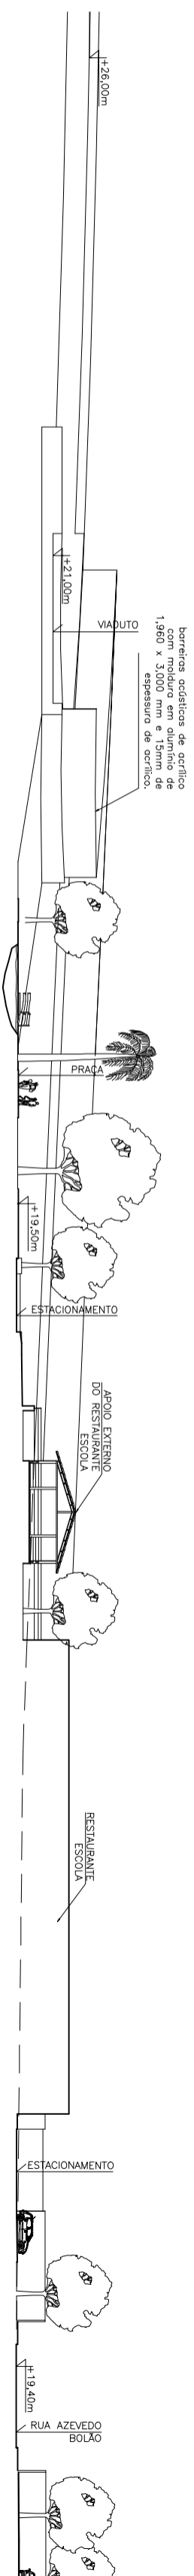 +26,00m
barreiras acústicas de acrílico
com moldura em alumínio de
1,960 x 3,000 mm e 15mm de
espessura de acrílico.
+21,00m
VIADUTO
PRAÇA
+19,50m
ESTACIONAMENTO
APOIO EXTERNO
DO RESTAURANTE
ESCOLA
RESTAURANTE
ESCOLA
ESTACIONAMENTO
+19,40m
RUA AZEVEDO
BOLÃO